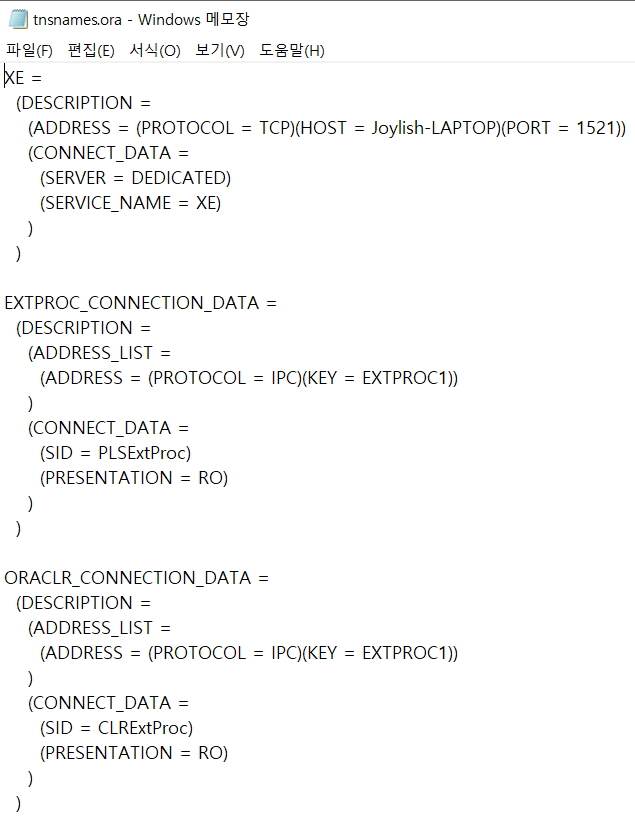 tnsnames.ora - Windows 메모장
파일(F) 편집(E) 서식(O) 보기(V) 도움말(H)
XE =
  (DESCRIPTION =
    (ADDRESS = (PROTOCOL = TCP)(HOST = Joylish-LAPTOP)(PORT = 1521))
    (CONNECT_DATA =
      (SERVER = DEDICATED)
      (SERVICE_NAME = XE)
    )
  )

EXTPROC_CONNECTION_DATA =
  (DESCRIPTION =
    (ADDRESS_LIST =
      (ADDRESS = (PROTOCOL = IPC)(KEY = EXTPROC1))
    )
    (CONNECT_DATA =
      (SID = PLSExtProc)
      (PRESENTATION = RO)
    )
  )

ORACLR_CONNECTION_DATA =
  (DESCRIPTION =
    (ADDRESS_LIST =
      (ADDRESS = (PROTOCOL = IPC)(KEY = EXTPROC1))
    )
    (CONNECT_DATA =
      (SID = CLRExtProc)
      (PRESENTATION = RO)
    )
  )